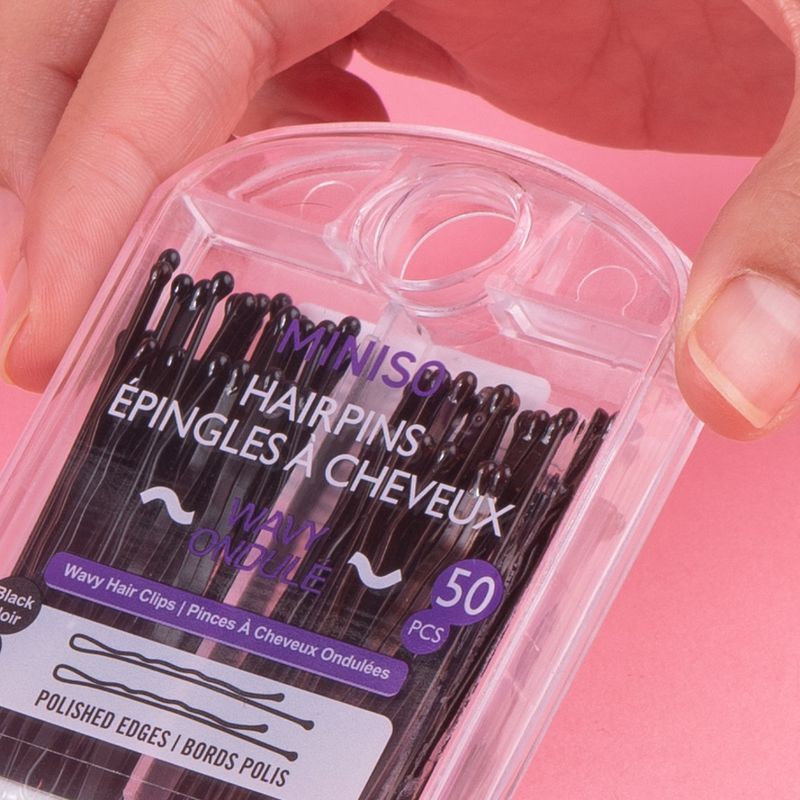 MINISO
HAIRPINS
ÉPINGLES À CHEVEUX
WAVY
ONDULÉ
50
PCS
Wavy Hair Clips | Pinces À Cheveux Ondulées
Black
Noir
POLISHED EDGES | BORDS POLIS